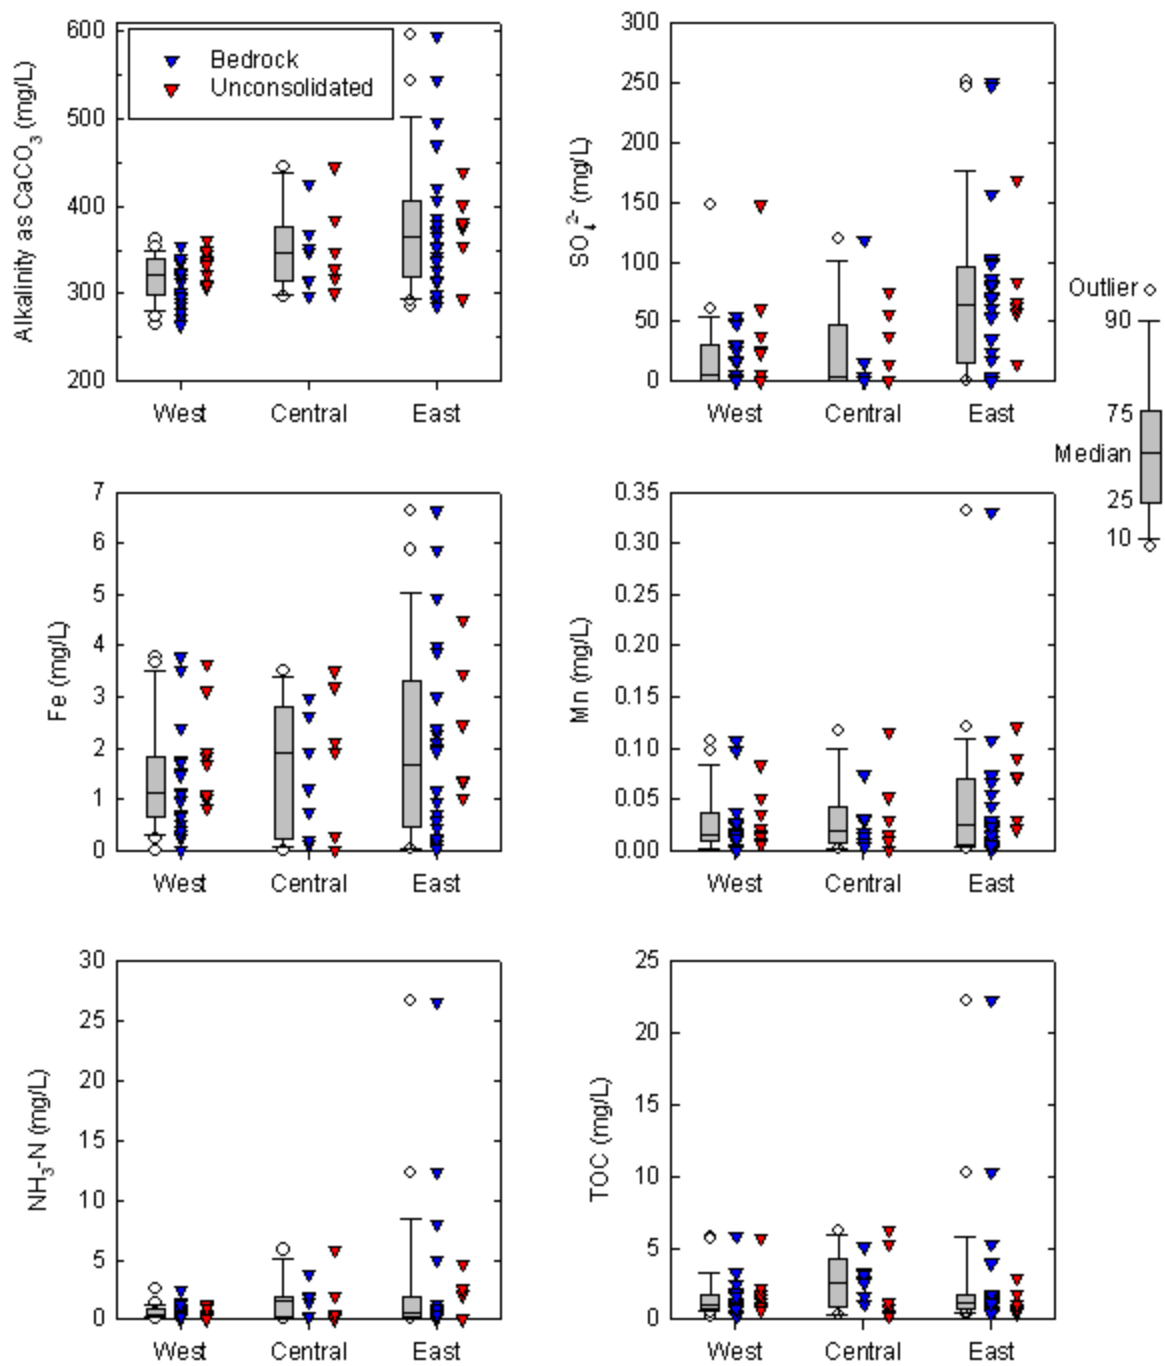 Alkalinity as CaCO3 (mg/L)
600
500
400
300
200
Bedrock
Unconsolidated
West Central East
SO4 2- (mg/L)
300
250
200
150
100
50
0
West Central East
Outlier
90
75
Median
25
10
Fe (mg/L)
7
6
5
4
3
2
1
0
West Central East
Mn (mg/L)
0.35
0.30
0.25
0.20
0.15
0.10
0.05
0.00
West Central East
NH3-N (mg/L)
30
25
20
15
10
5
0
West Central East
TOC (mg/L)
25
20
15
10
5
0
West Central East